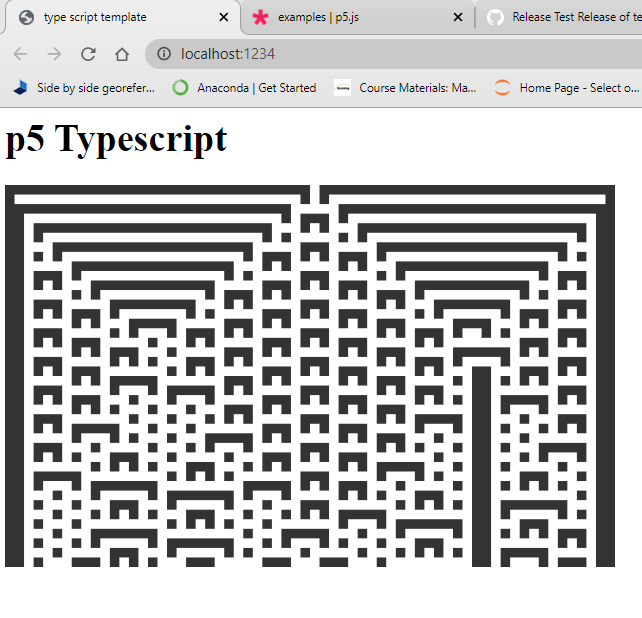 type script template
examples | p5.js
Release Test Release of te
localhost:1234
Side by side georefer...
Anaconda | Get Started
Course Materials: Ma...
Home Page - Select o...
p5 Typescript